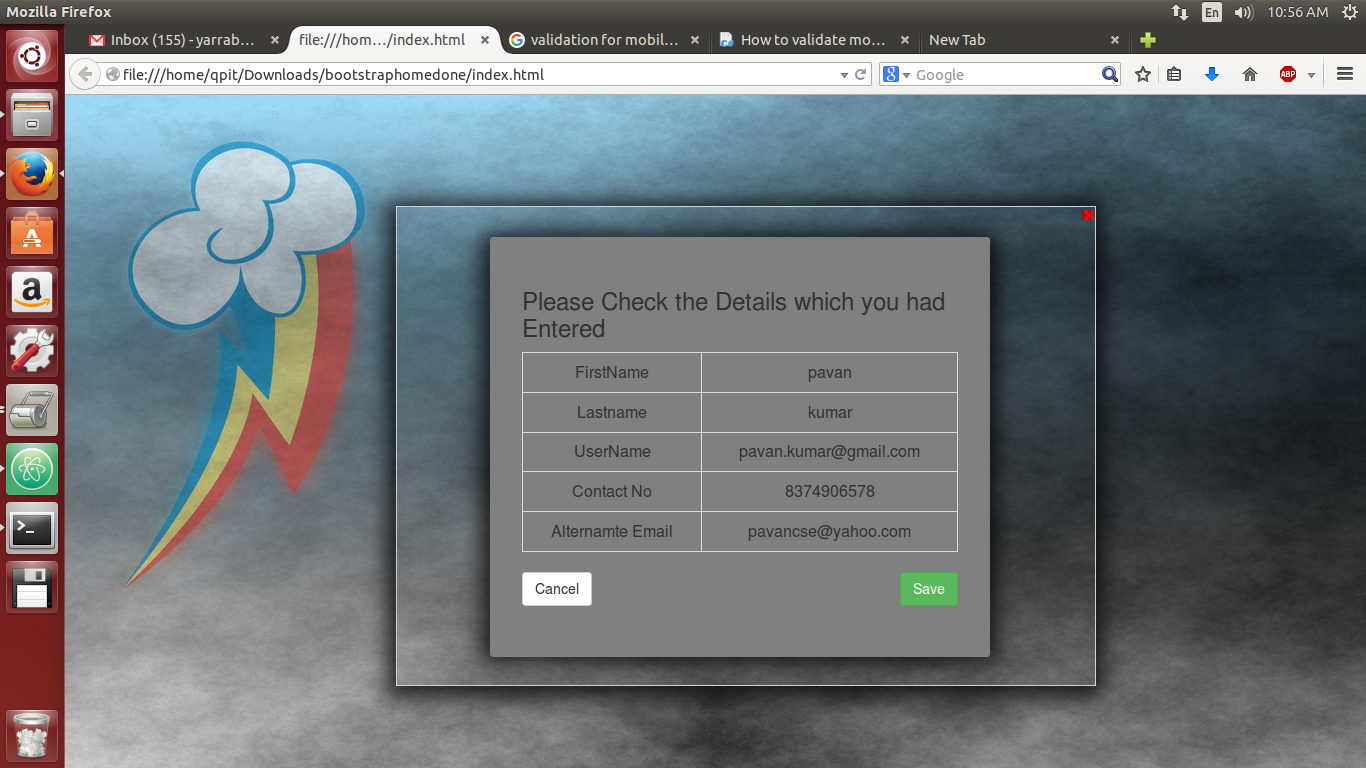 Mozilla Firefox
En
10:56 AM
Inbox (155) - yarrab...
file:///hom.../index.html
validation for mobil...
How to validate mo...
New Tab
file:///home/qpit/Downloads/bootstraphomedone/index.html
Google
ABP
Please Check the Details which you had
Entered
FirstName pavan
Lastname kumar
UserName pavan.kumar@gmail.com
Contact No 8374906578
Alternamte Email pavancse@yahoo.com
Cancel Save